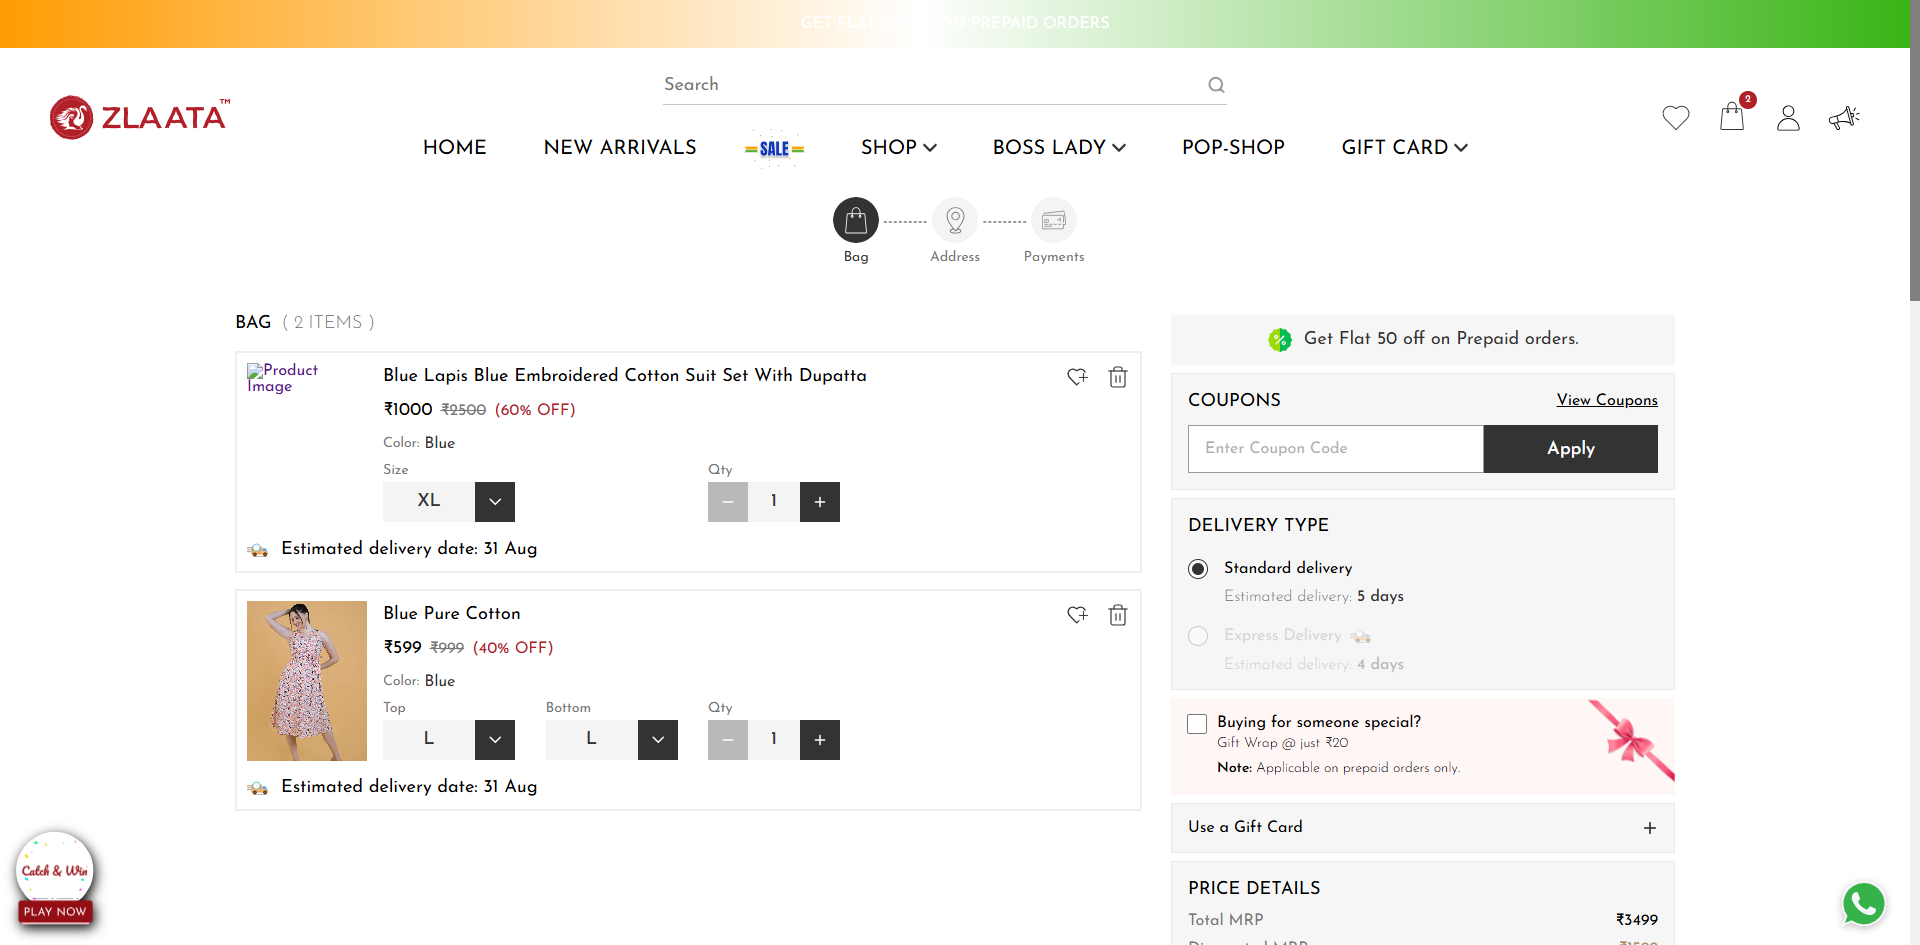 GET FLAT ON PREPAID ORDERS
ZLAATA™
Search
2
HOME
NEW ARRIVALS
SALE
SHOP
BOSS LADY
POP-SHOP
GIFT CARD
Bag
Address
Payments
BAG ( 2 ITEMS )
Product Image
Blue Lapis Blue Embroidered Cotton Suit Set With Dupatta
₹1000 ₹2500 (60% OFF)
Color: Blue
Size
Qty
XL
1
Estimated delivery date: 31 Aug
Blue Pure Cotton
₹599 ₹999 (40% OFF)
Color: Blue
Top
Bottom
Qty
L
L
1
Estimated delivery date: 31 Aug
Get Flat 50 off on Prepaid orders.
COUPONS
View Coupons
Enter Coupon Code
Apply
DELIVERY TYPE
Standard delivery
Estimated delivery: 5 days
Express Delivery
Estimated delivery: 4 days
Buying for someone special?
Gift Wrap @ just ₹20
Note: Applicable on prepaid orders only.
Use a Gift Card
PRICE DETAILS
Total MRP ₹3499
Catch & Win
PLAY NOW